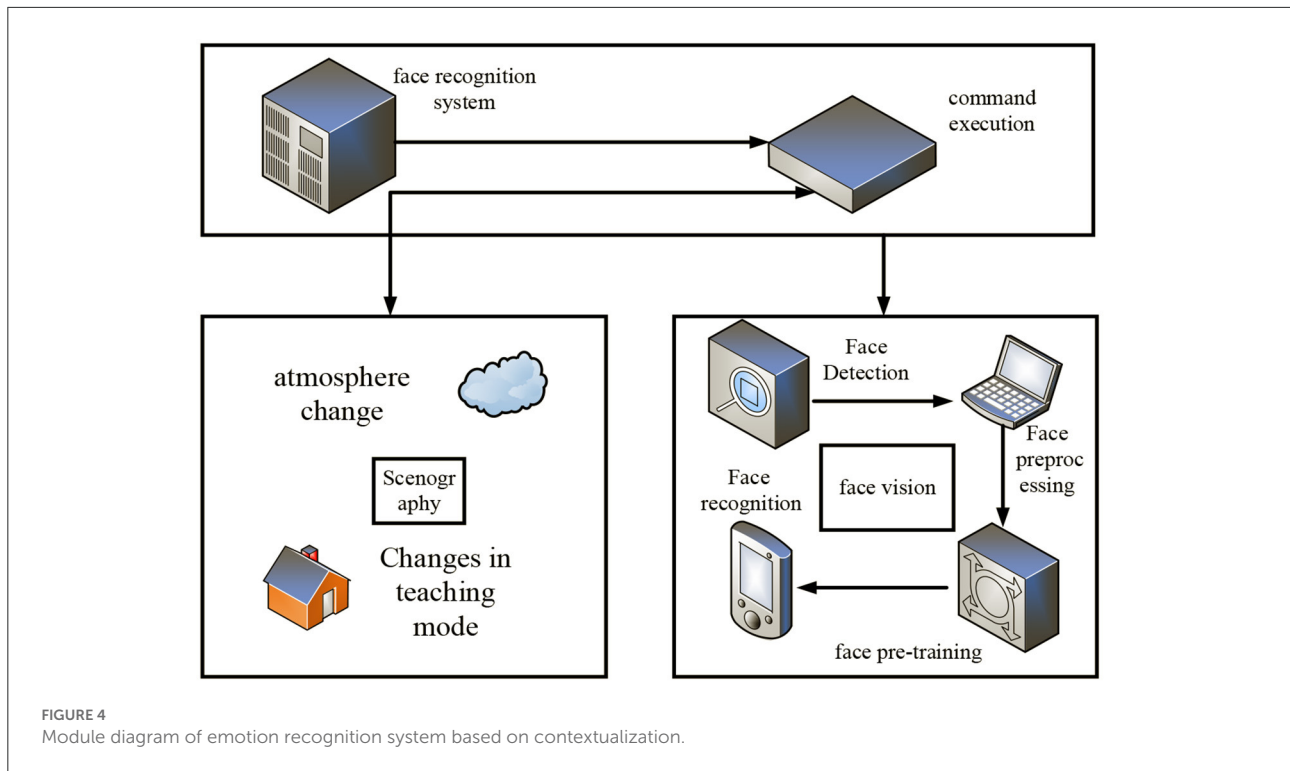 face recognition
system
command
execution
atmosphere
change
Scenogr
aphy
Changes in
teaching
mode
Face
Detection
Face
preproc
essing
face vision
Face
recognition
face pre-training
FIGURE 4
Module diagram of emotion recognition system based on contextualization.